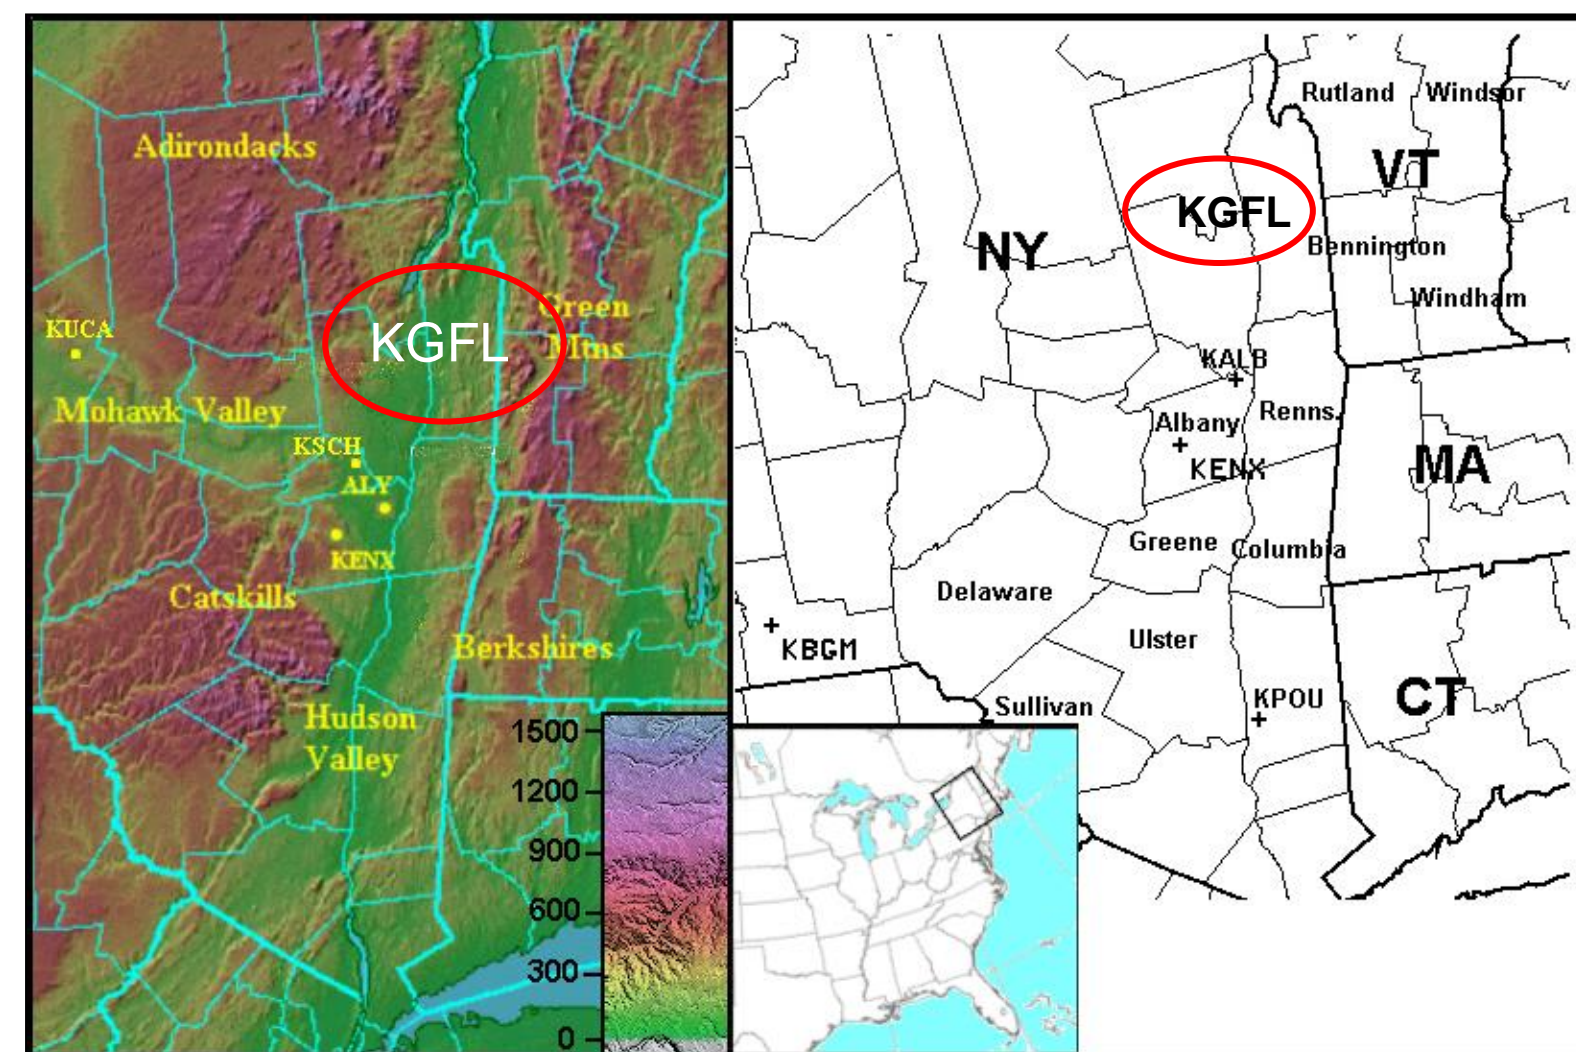 Adirondacks
KUCA
KGFL
Green
Mtns
Mohawk Valley
KSCH
ALY
KENX
Catskills
Berkshires
Hudson
Valley
1500
1200
900
600
300
0
Rutland
Windsor
VT
KGFL
NY
Bennington
Windham
KALB
Albany
Renns.
KENX
MA
Greene
Columbia
Delaware
KBGM
Ulster
Sullivan
KPOU
CT